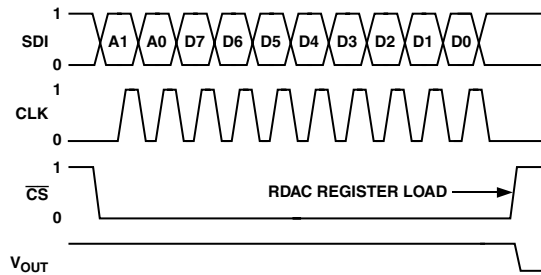 1
SDI A1 A0 D7 D6 D5 D4 D3 D2 D1 D0
0
1
CLK
0
1
CS RDAC REGISTER LOAD
0
VOUT